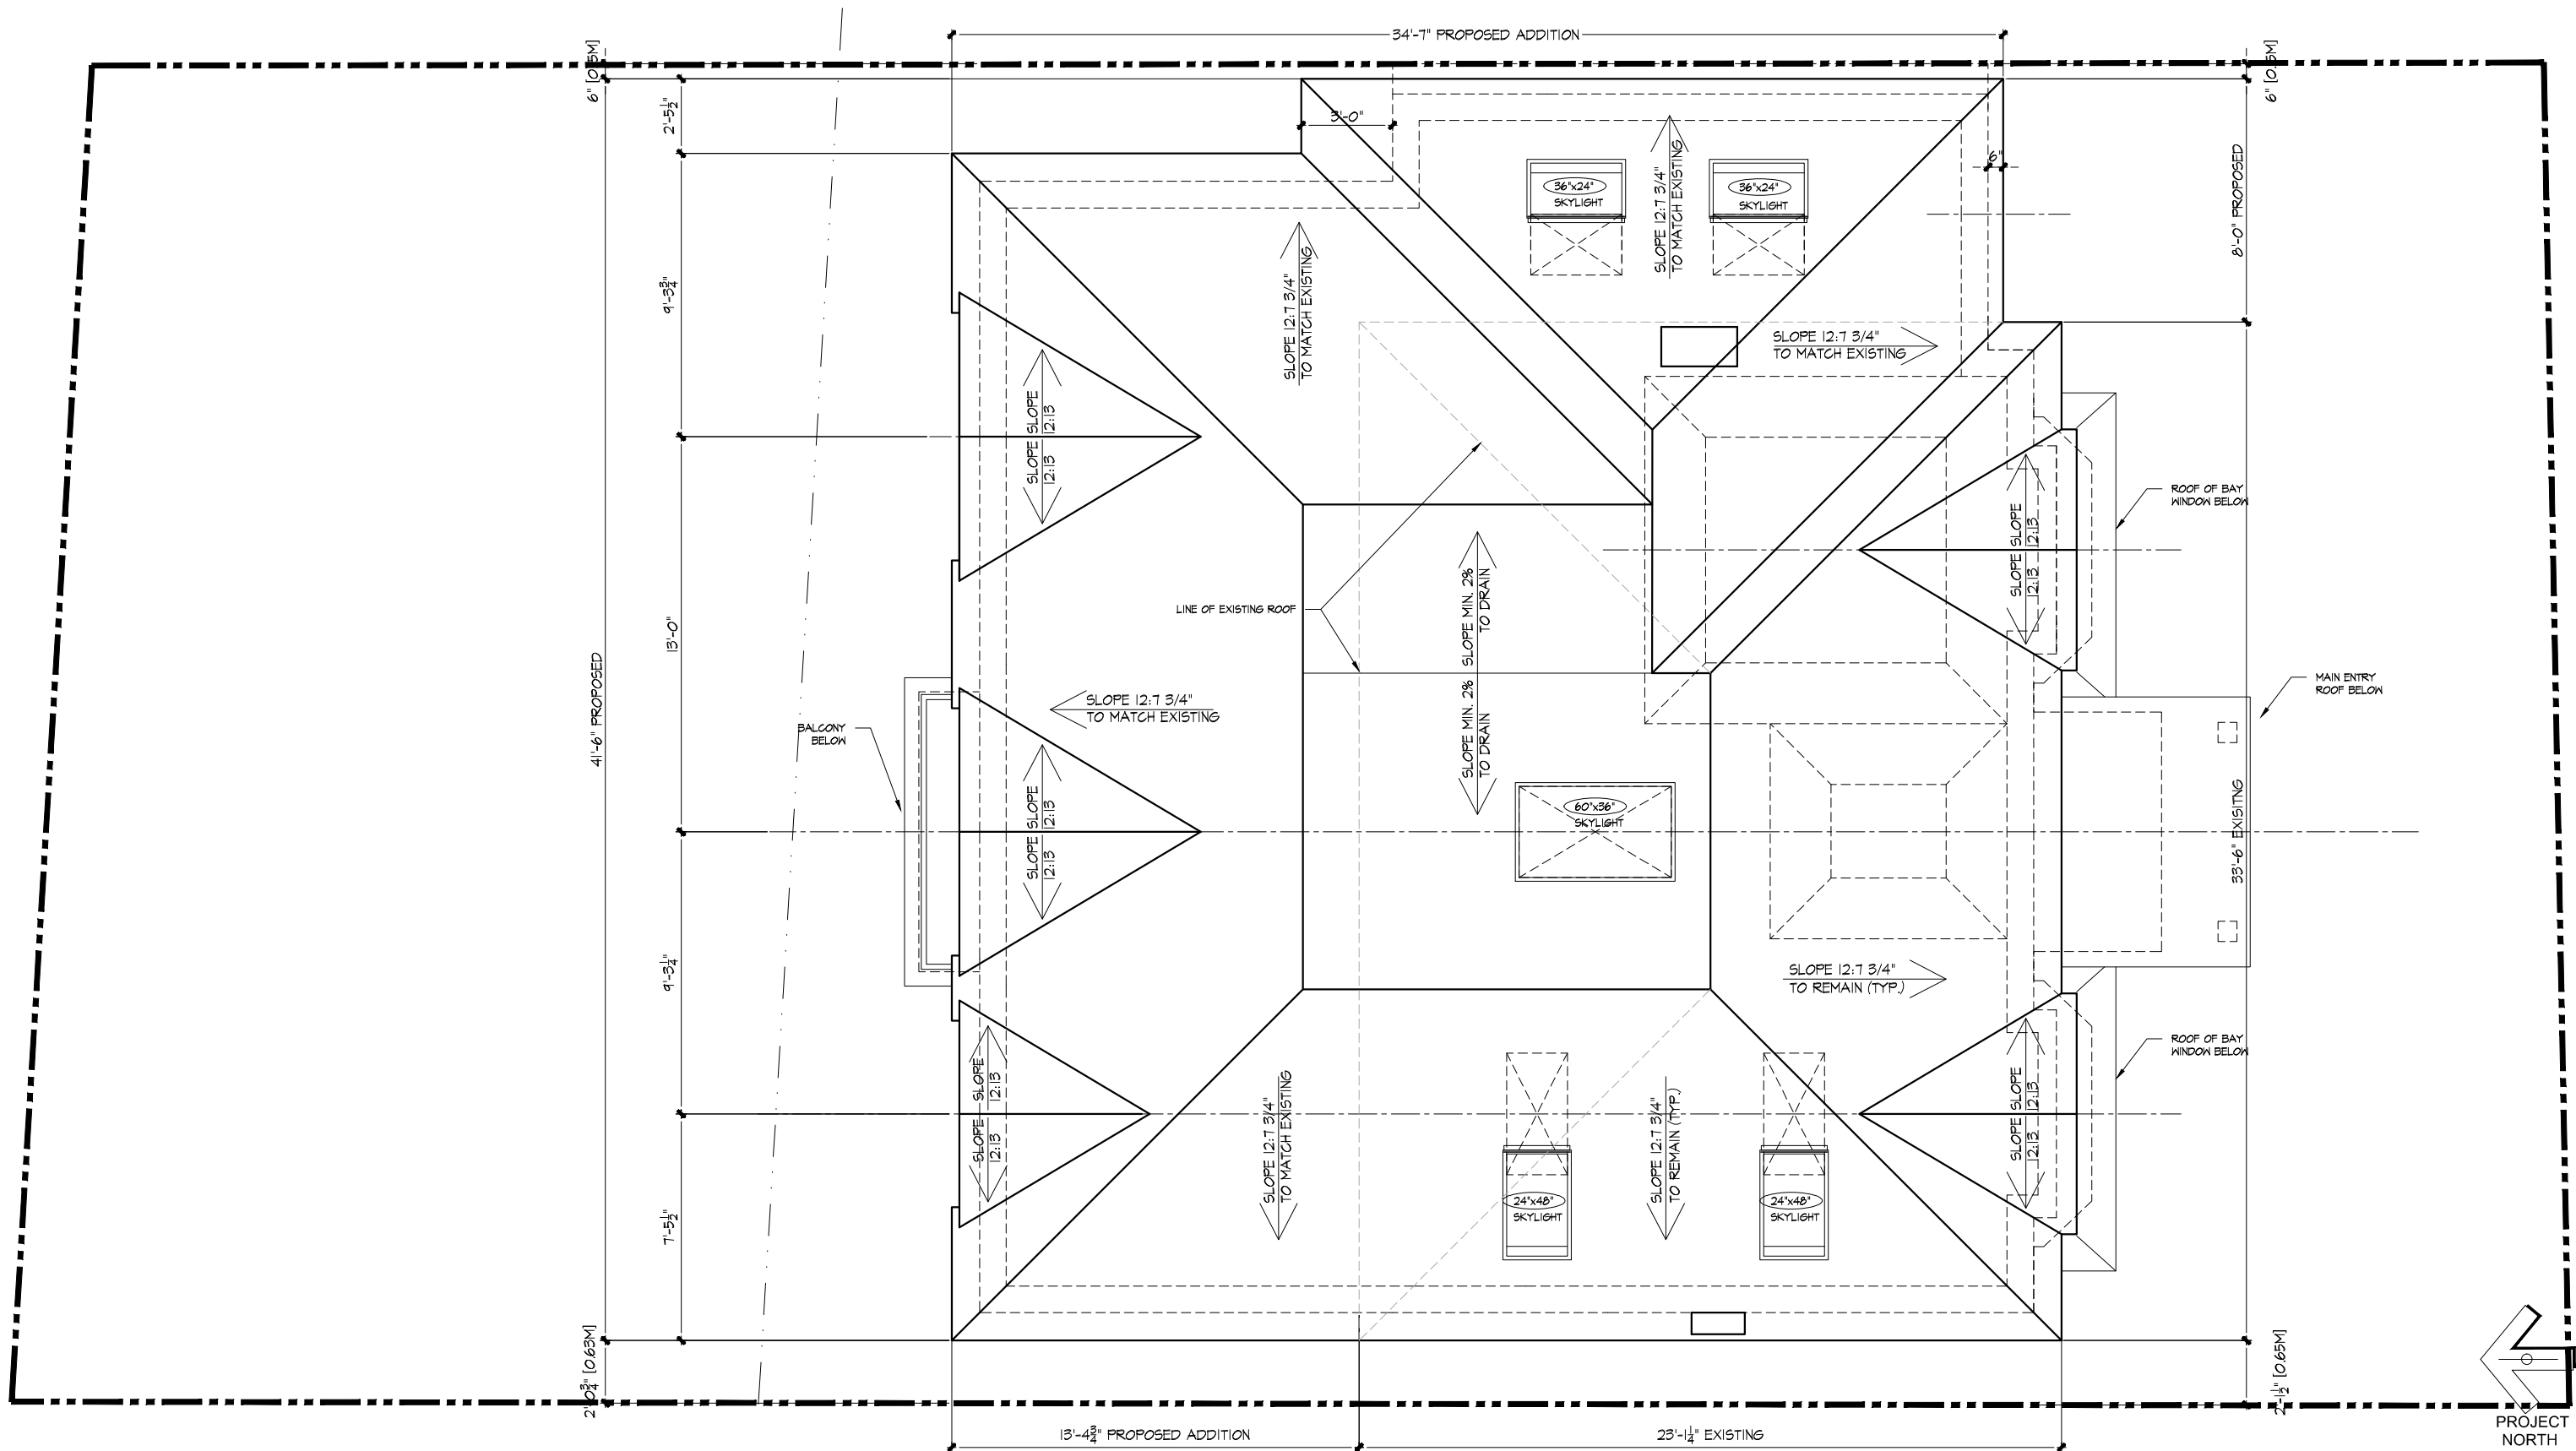 34'-7" PROPOSED ADDITION
6" [0.15M]
6" [0.15M]
2'-5½"
3'-0"
6"
8'-0" PROPOSED
36"x24"
SKYLIGHT
36"x24"
SKYLIGHT
SLOPE 12:7 3/4"
TO MATCH EXISTING
SLOPE 12:7 3/4"
TO MATCH EXISTING
9'-3¾"
SLOPE 12:7 3/4"
TO MATCH EXISTING
SLOPE SLOPE
12:13 12:13
SLOPE SLOPE
12:13 12:13
ROOF OF BAY
WINDOW BELOW
LINE OF EXISTING ROOF
SLOPE MIN. 2% SLOPE MIN. 2%
TO DRAIN TO DRAIN
13'-0"
41'-6" PROPOSED
SLOPE 12:7 3/4"
TO MATCH EXISTING
BALCONY
BELOW
MAIN ENTRY
ROOF BELOW
SLOPE SLOPE
12:13 12:13
60"x36"
SKYLIGHT
33'-6" EXISITNG
9'-3¼"
SLOPE 12:7 3/4"
TO REMAIN (TYP.)
ROOF OF BAY
WINDOW BELOW
SLOPE SLOPE
12:13 12:13
SLOPE 12:7 3/4"
TO MATCH EXISTING
SLOPE 12:7 3/4"
TO REMAIN (TYP.)
SLOPE SLOPE
12:13 12:13
24"x48"
SKYLIGHT
24"x48"
SKYLIGHT
7'-5½"
2'-0¾" [0.63M]
2'-1½" [0.65M]
13'-4¾" PROPOSED ADDITION
23'-1¼" EXISTING
PROJECT
NORTH